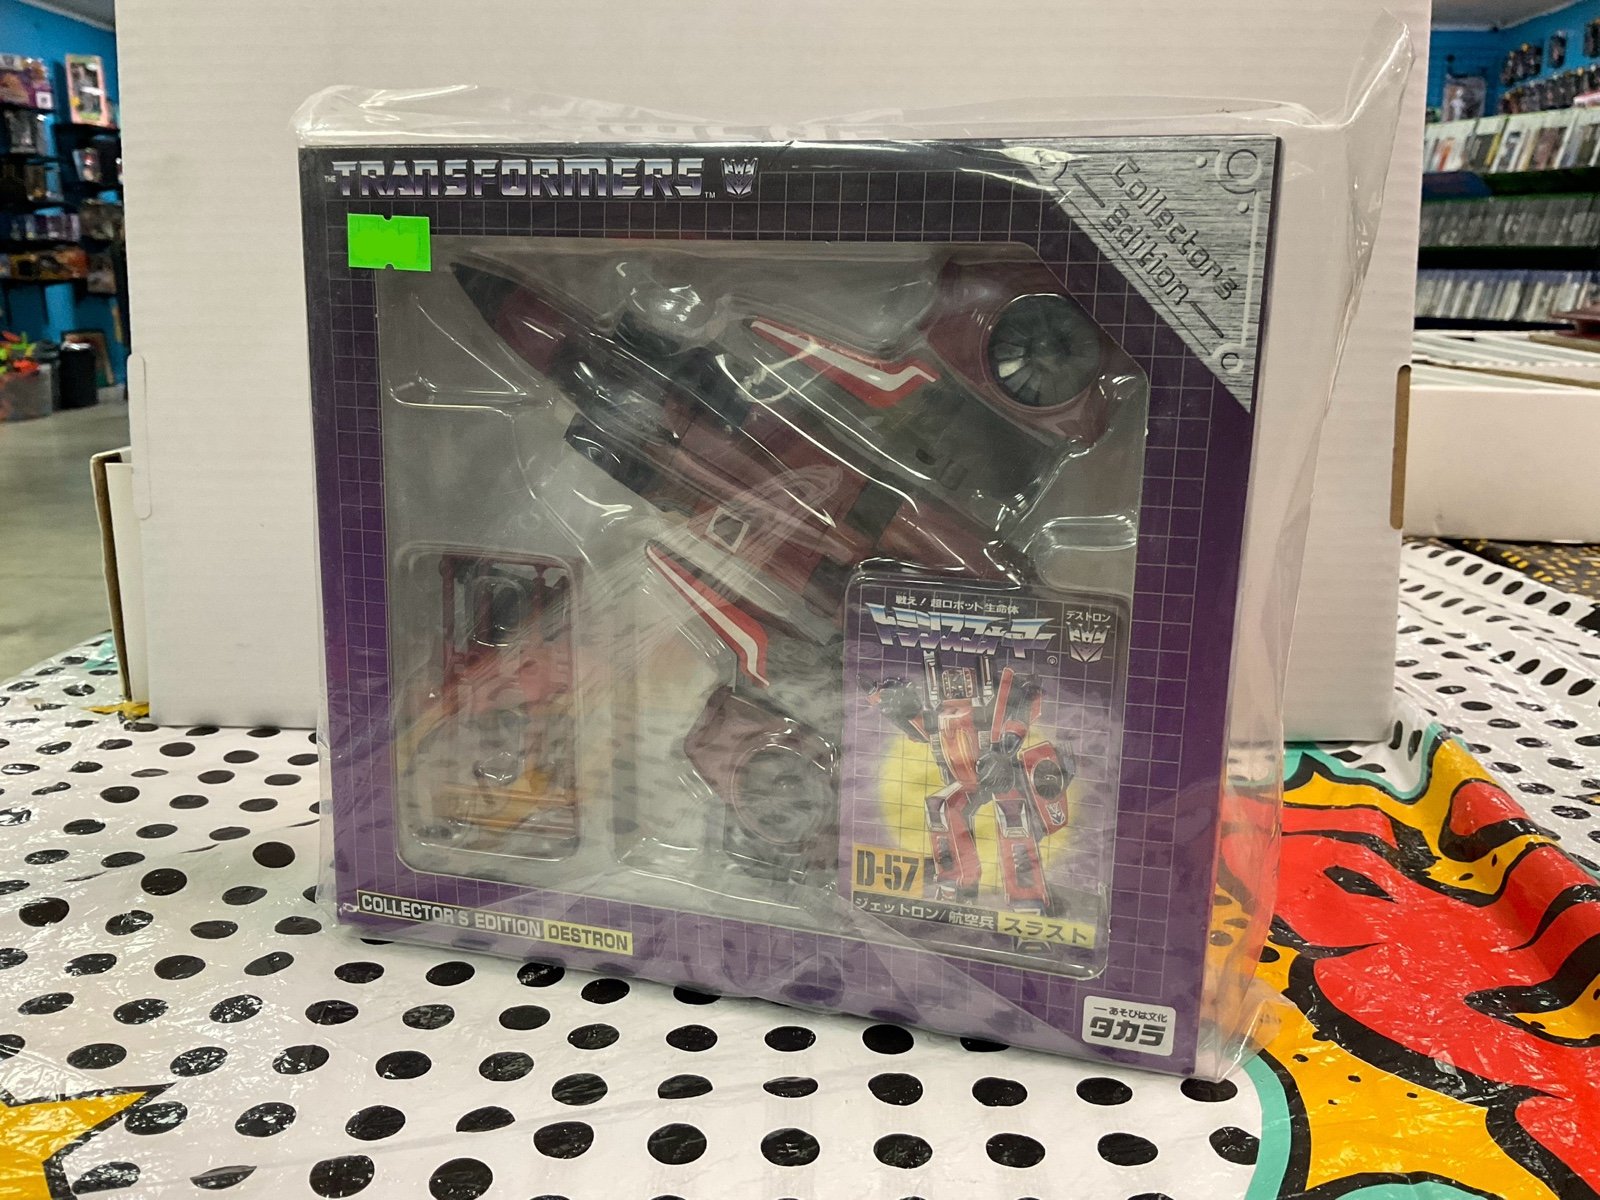 THE TRANSFORMERS™
Collector's
Edition
戦え!超ロボット生命体
トランスフォーマー®
デストロン
D-57
ジェットロン/航空兵 スラスト
COLLECTOR'S EDITION DESTRON
―あそびは文化
タカラ